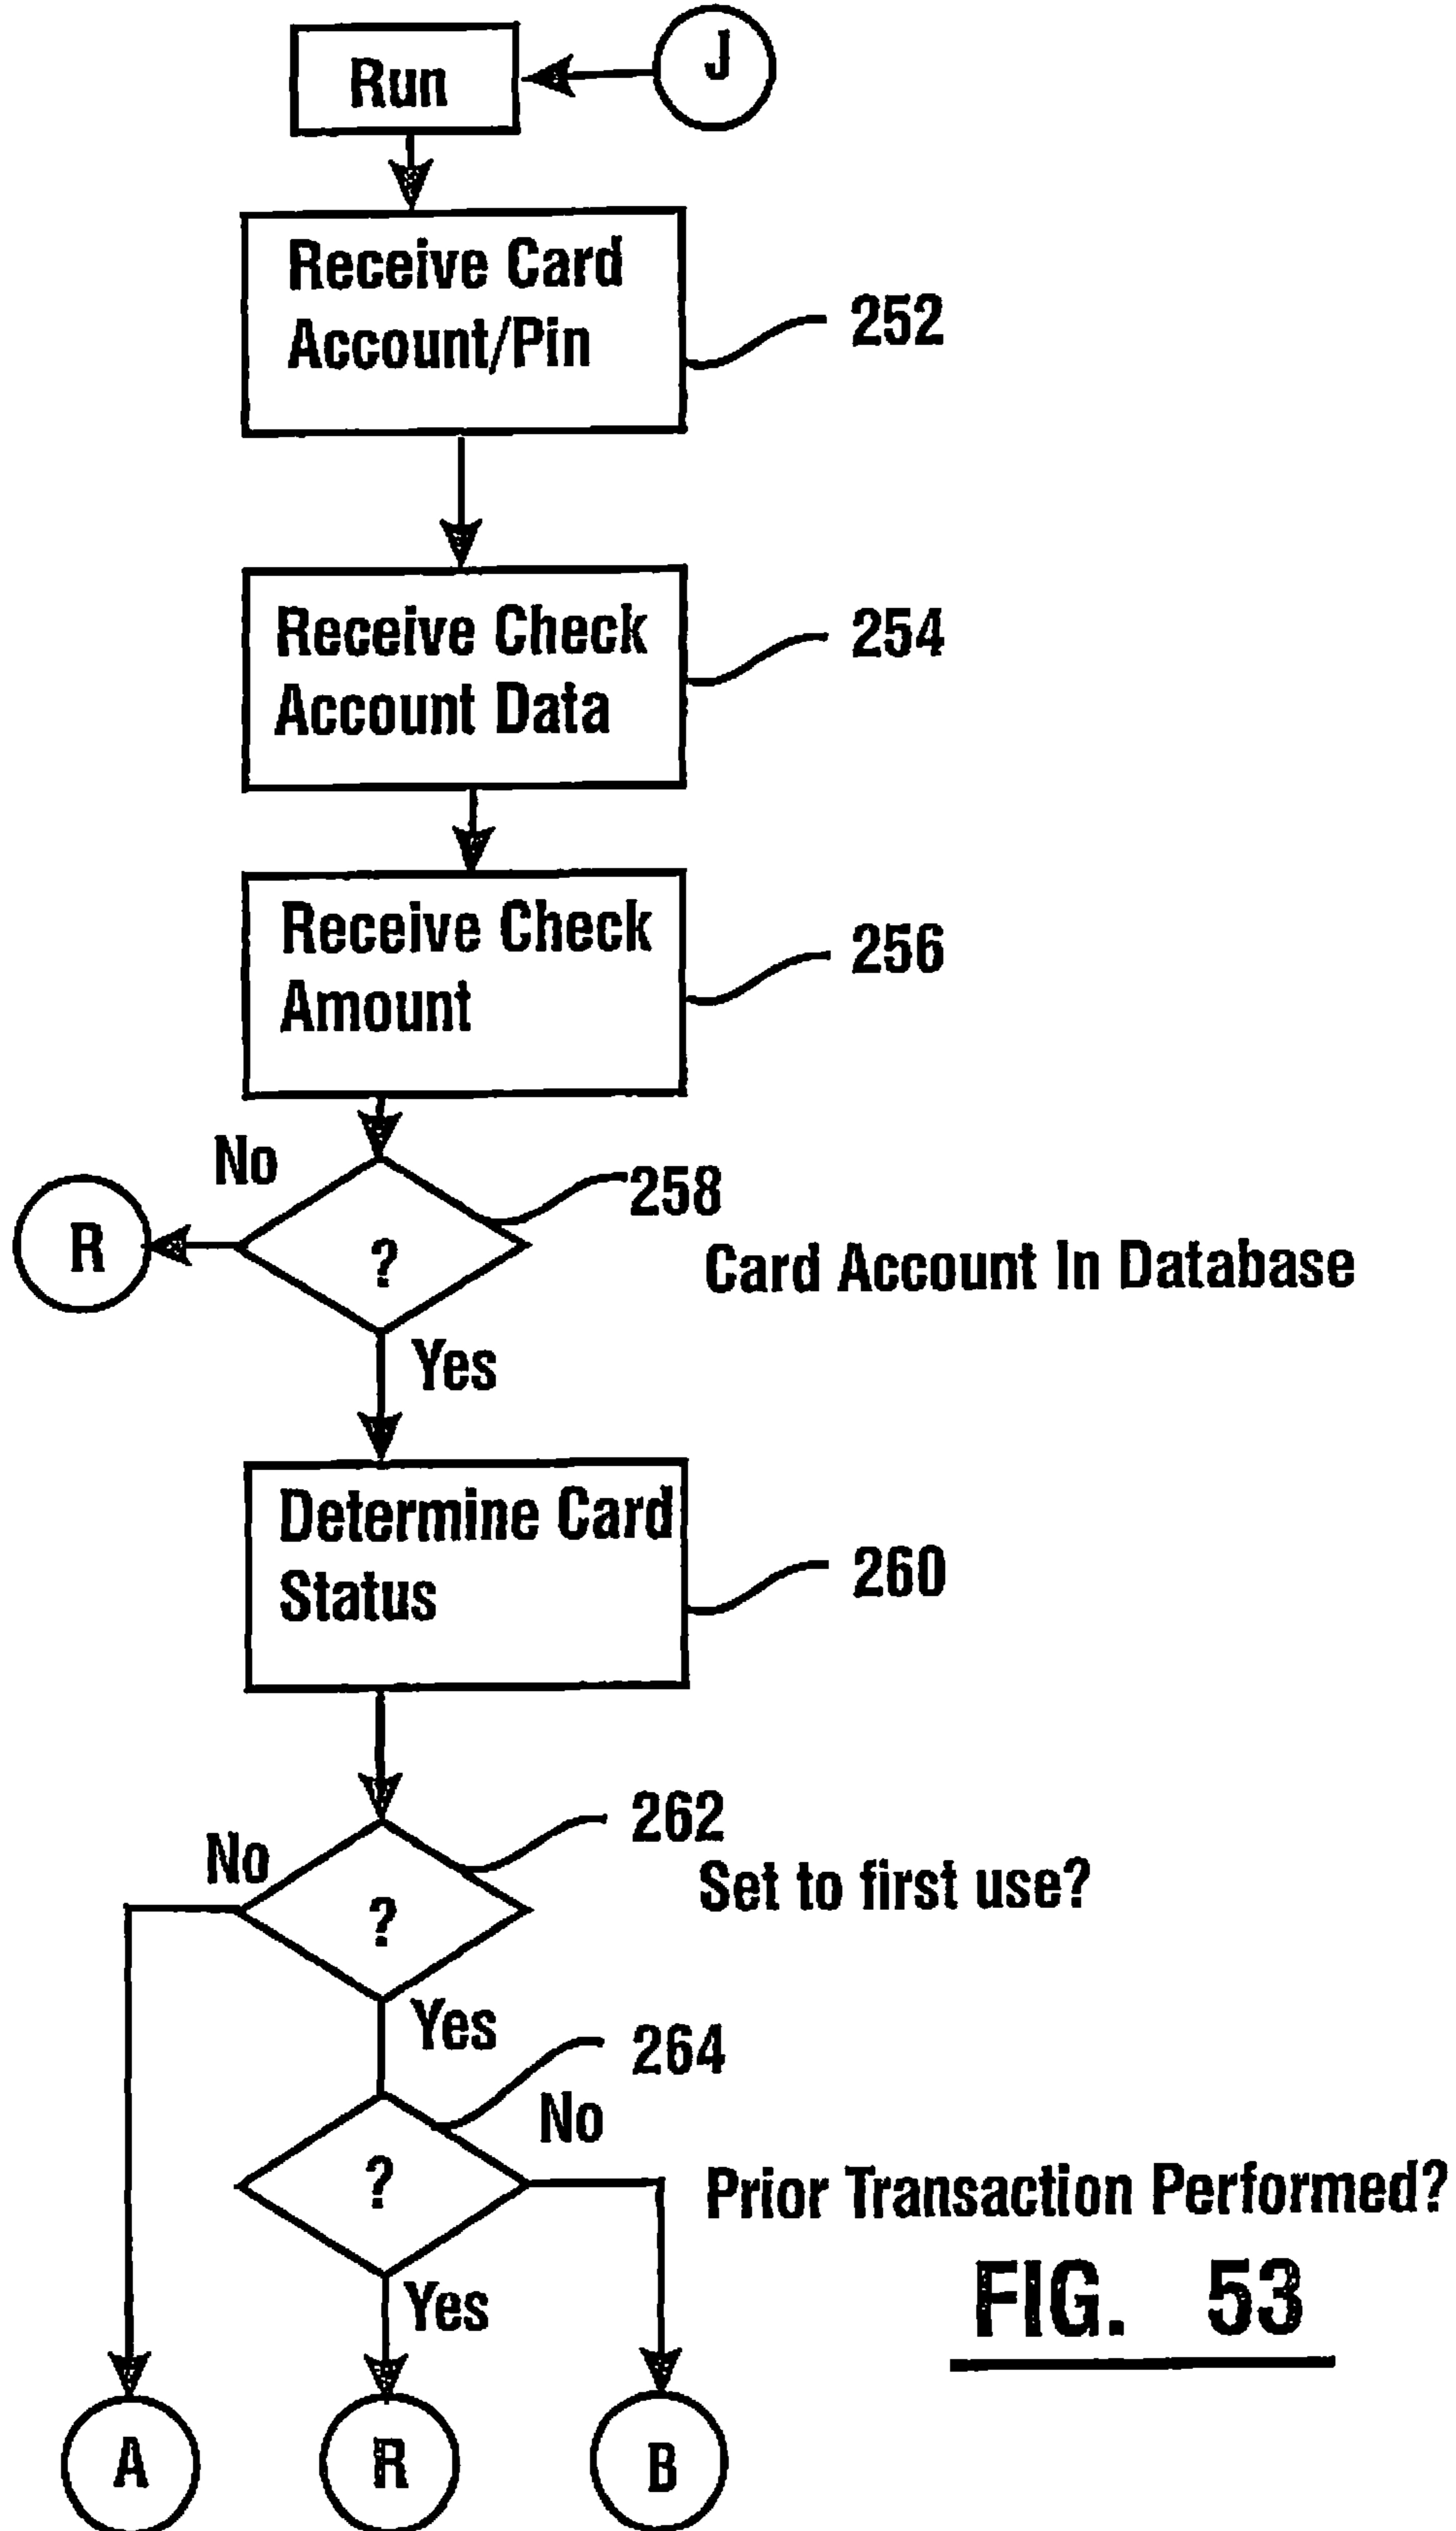 Run
J
Receive Card
Account/Pin
252
Receive Check
Account Data
254
Receive Check
Amount
256
No
258
R
?
Card Account In Database
Yes
Determine Card
Status
260
262
No
Set to first use?
?
Yes
264
No
?
Prior Transaction Performed?
Yes
FIG. 53
A
R
B